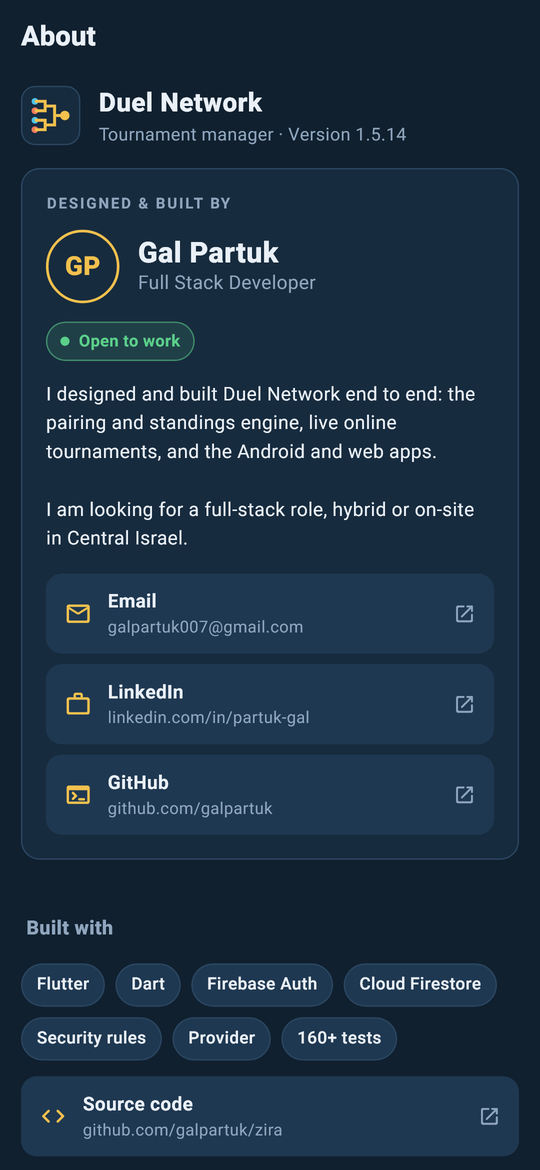 About
Duel Network
Tournament manager · Version 1.5.14
DESIGNED & BUILT BY
GP
Gal Partuk
Full Stack Developer
Open to work
I designed and built Duel Network end to end: the
pairing and standings engine, live online
tournaments, and the Android and web apps.
I am looking for a full-stack role, hybrid or on-site
in Central Israel.
Email
galpartuk007@gmail.com
LinkedIn
linkedin.com/in/partuk-gal
GitHub
github.com/galpartuk
Built with
Flutter
Dart
Firebase Auth
Cloud Firestore
Security rules
Provider
160+ tests
Source code
github.com/galpartuk/zira